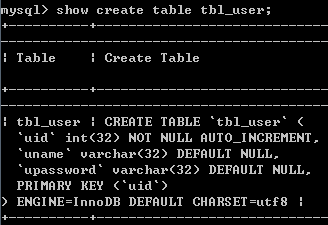 mysql> show create table tbl_user;
+----------+-----------------------------
| Table    | Create Table
+----------+-----------------------------
| tbl_user | CREATE TABLE `tbl_user` (
  `uid` int(32) NOT NULL AUTO_INCREMENT,
  `uname` varchar(32) DEFAULT NULL,
  `upassword` varchar(32) DEFAULT NULL,
  PRIMARY KEY (`uid`)
) ENGINE=InnoDB DEFAULT CHARSET=utf8 |
+----------+-----------------------------